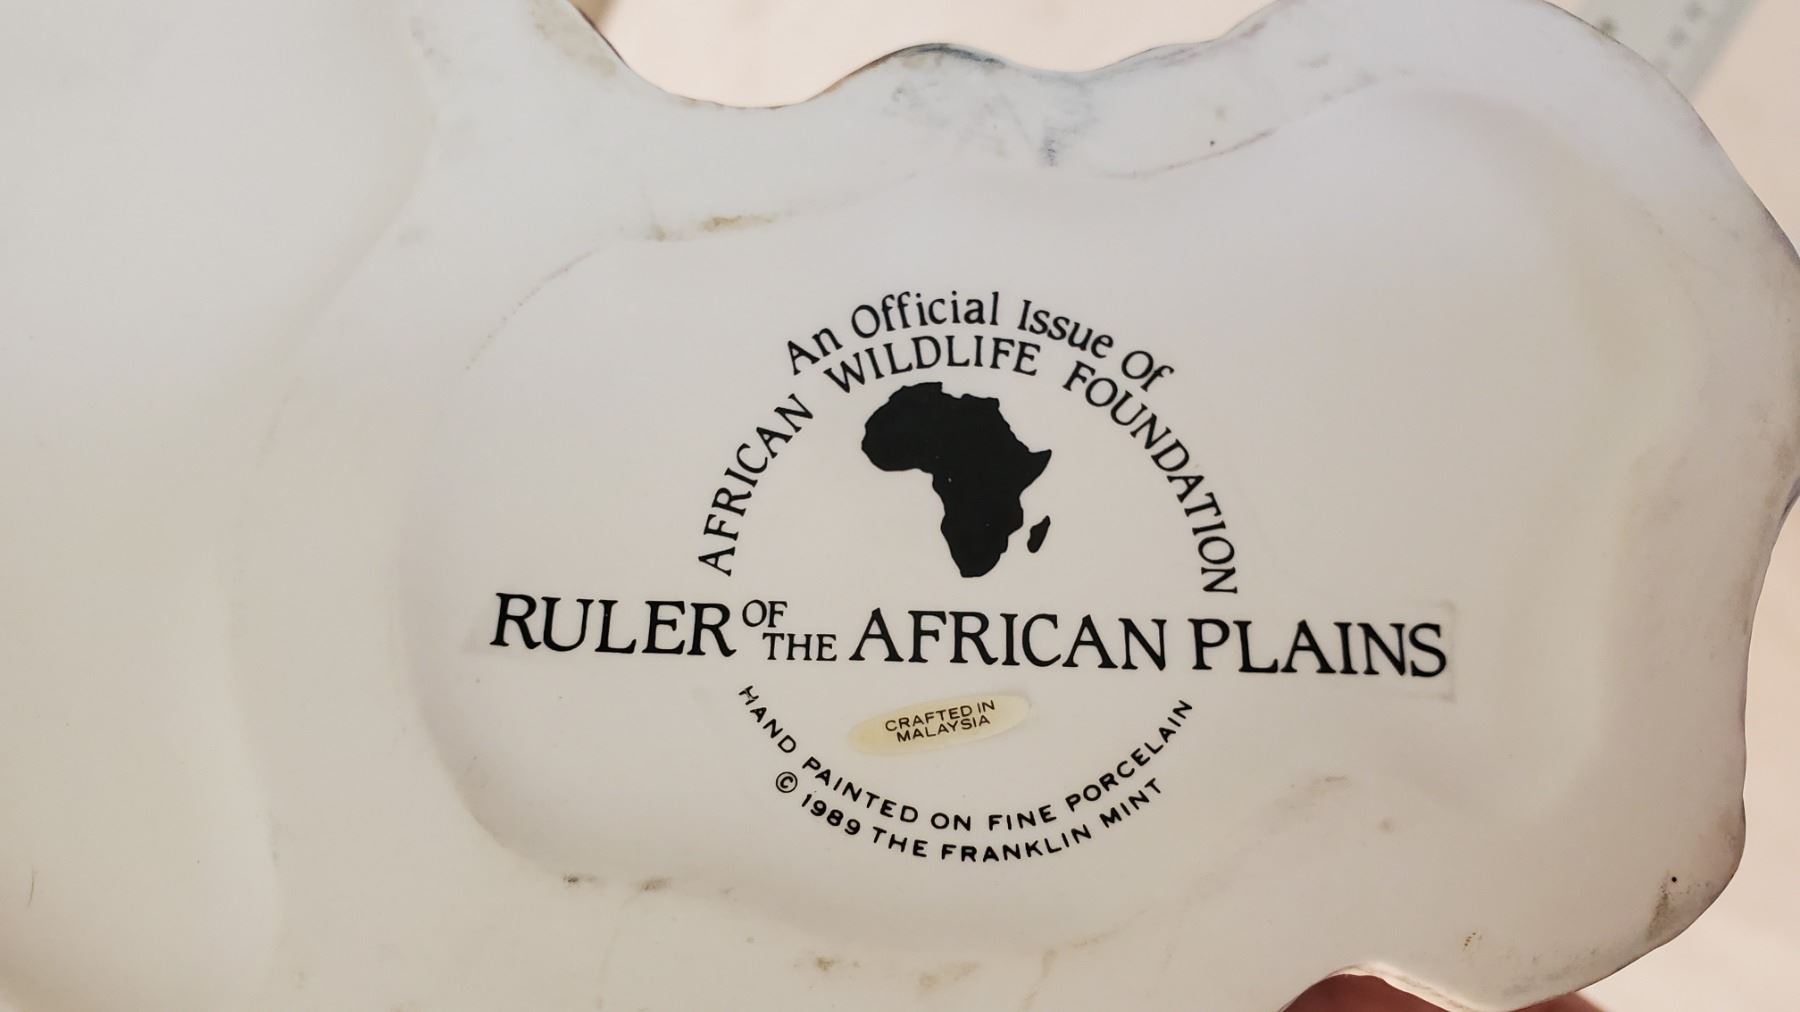 An Official Issue Of
AFRICAN WILDLIFE FOUNDATION
RULER OF THE AFRICAN PLAINS
CRAFTED IN
MALAYSIA
HAND PAINTED ON FINE PORCELAIN
© 1989 THE FRANKLIN MINT